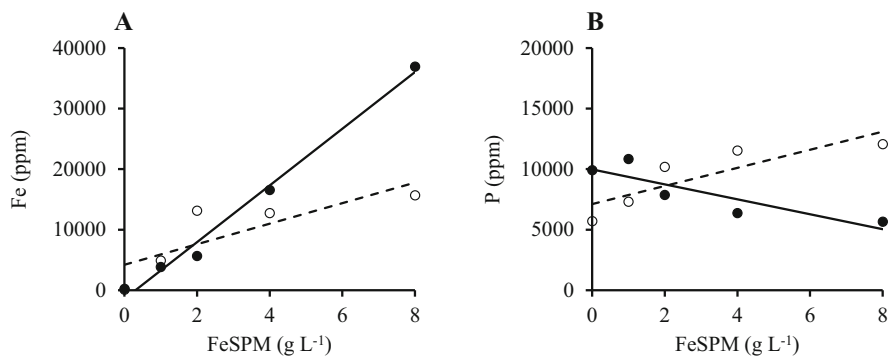 A
40000
30000
20000
10000
0
Fe (ppm)
0 2 4 6 8
FeSPM (g L-1)
B
20000
15000
10000
5000
0
P (ppm)
0 2 4 6 8
FeSPM (g L-1)